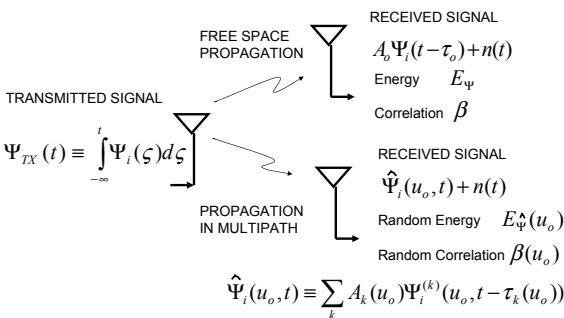 FREE SPACE
PROPAGATION
RECEIVED SIGNAL
A_o Ψ_i(t−τ_o)+n(t)
Energy E_Ψ
Correlation β
TRANSMITTED SIGNAL
Ψ_TX(t) ≡ ∫_{−∞}^{t} Ψ_i(ς)dς
PROPAGATION
IN MULTIPATH
RECEIVED SIGNAL
Ψ̂_i(u_o,t)+n(t)
Random Energy E_Ψ̂(u_o)
Random Correlation β(u_o)
Ψ̂_i(u_o,t) ≡ ∑_k A_k(u_o)Ψ_i^(k)(u_o,t−τ_k(u_o))